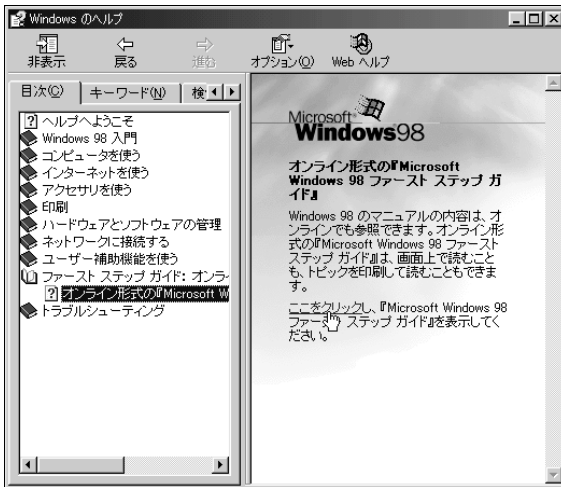 Windows のヘルプ
非表示
戻る
進む
オプション(O)
Web ヘルプ
目次(C)
キーワード(N)
検
ヘルプへようこそ
Windows 98 入門
コンピュータを使う
インターネットを使う
アクセサリを使う
印刷
ハードウェアとソフトウェアの管理
ネットワークに接続する
ユーザー補助機能を使う
ファースト ステップ ガイド: オンラ
オンライン形式の『Microsoft W
トラブルシューティング
Microsoft
Windows98
オンライン形式の『Microsoft
Windows 98 ファースト ステップ ガ
イド』
Windows 98 のマニュアルの内容は、オ
ンラインでも参照できます。オンライン形
式の『Microsoft Windows 98 ファースト
ステップ ガイド』は、画面上で読むこと
も、トピックを印刷して読むこともできま
す。
ここをクリックし、『Microsoft Windows 98
ファースト ステップ ガイド』を表示してく
ださい。